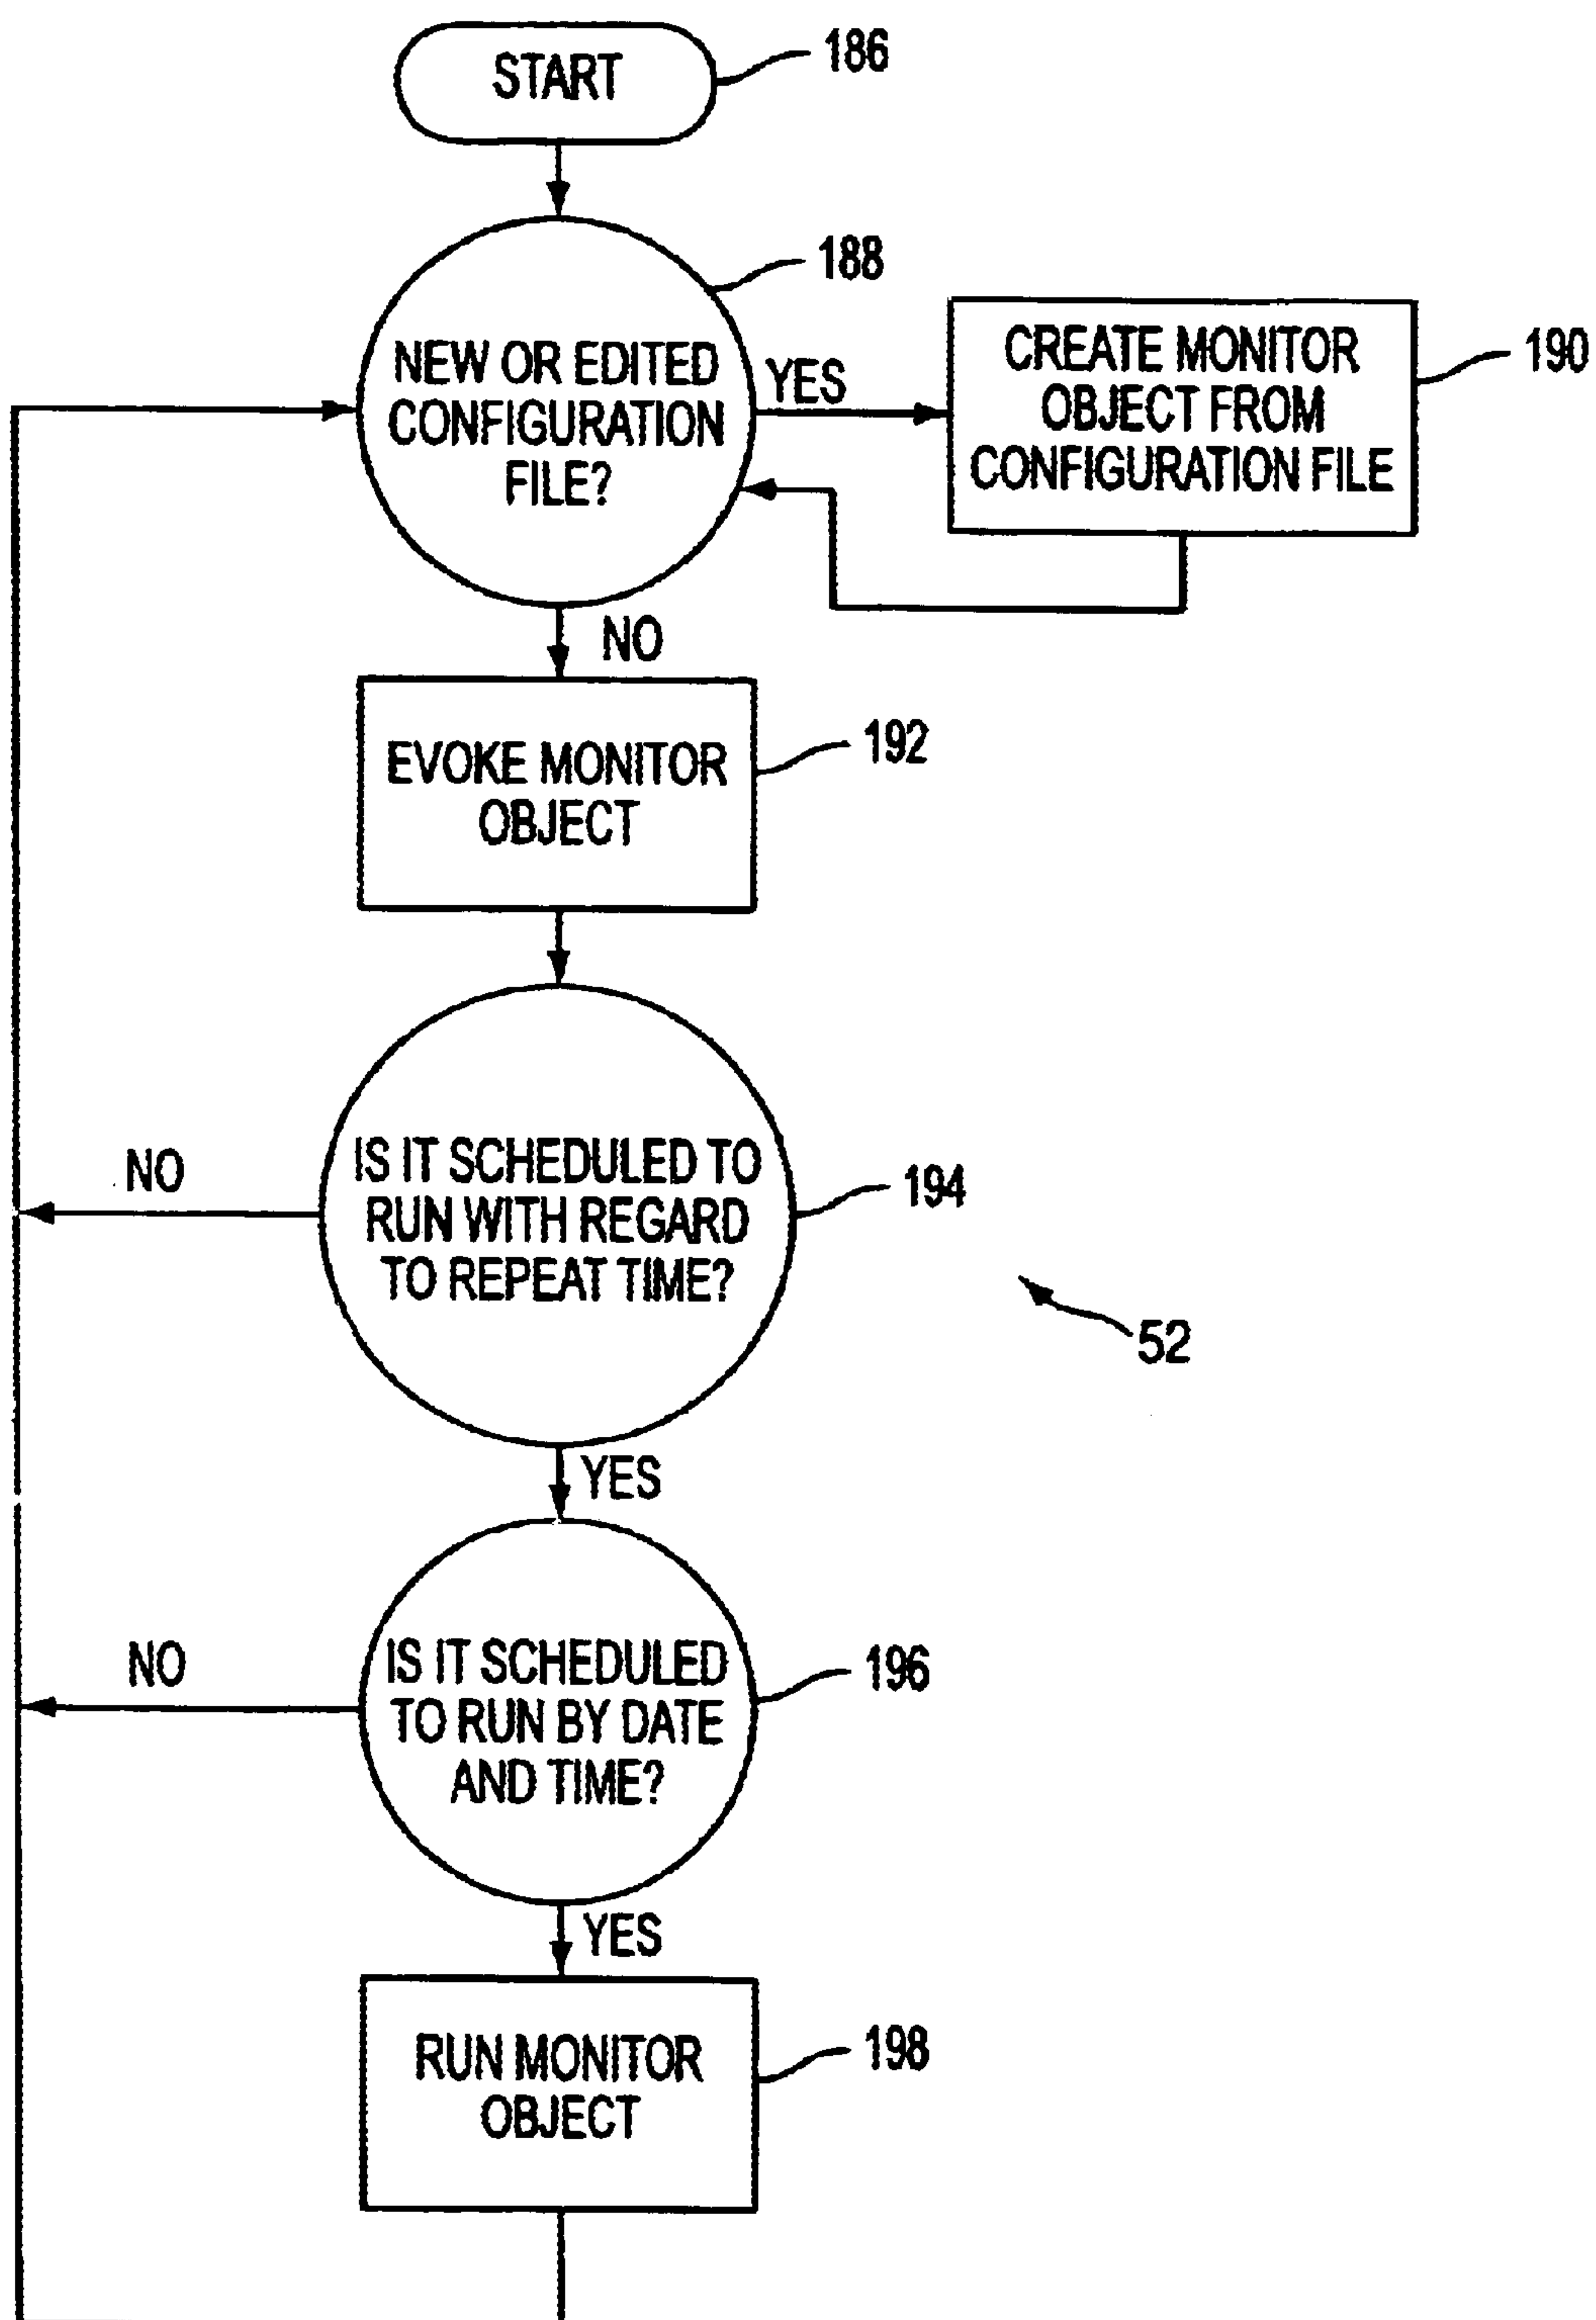 START
186
188
NEW OR EDITED
CONFIGURATION
FILE?
YES
CREATE MONITOR
OBJECT FROM
CONFIGURATION FILE
190
NO
EVOKE MONITOR
OBJECT
192
IS IT SCHEDULED TO
RUN WITH REGARD
TO REPEAT TIME?
NO
194
52
YES
IS IT SCHEDULED
TO RUN BY DATE
AND TIME?
NO
196
YES
RUN MONITOR
OBJECT
198